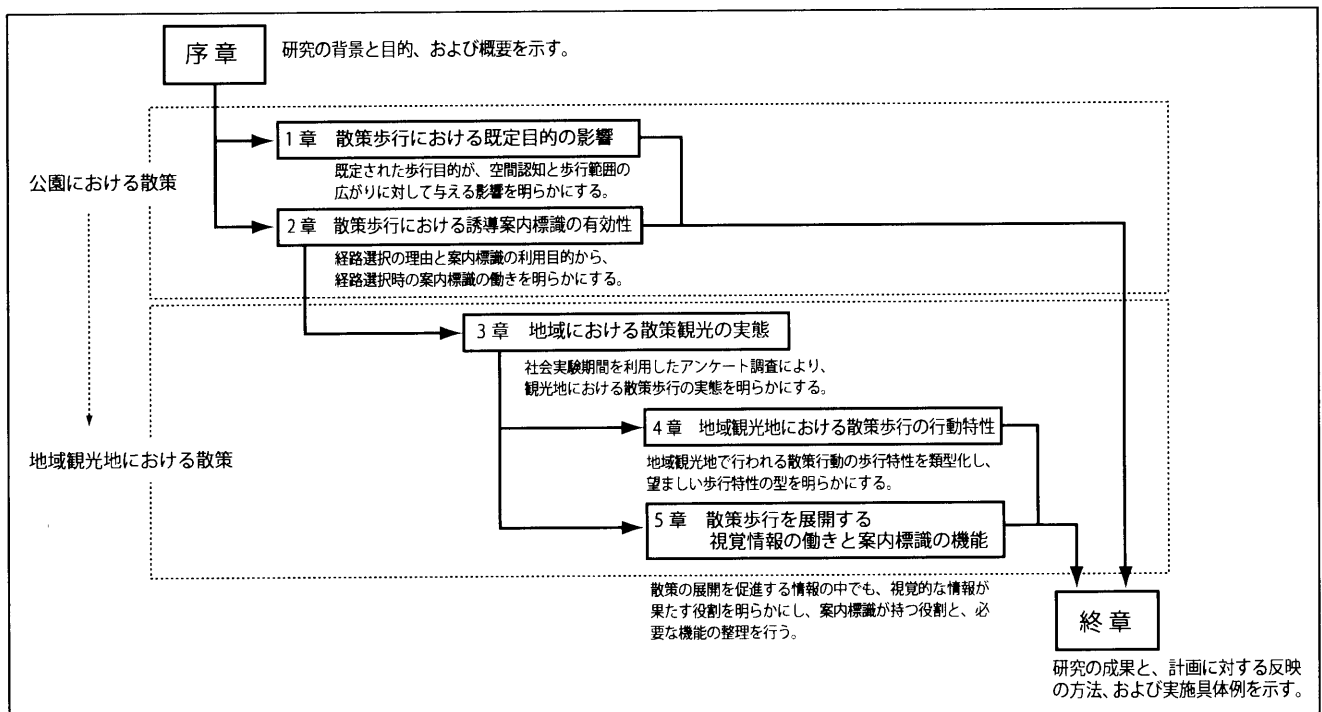 序章
研究の背景と目的、および概要を示す。
1章 散策歩行における既定目的の影響
既定された歩行目的が、空間認知と歩行範囲の
広がりに対して与える影響を明らかにする。
公園における散策
2章 散策歩行における誘導案内標識の有効性
経路選択の理由と案内標識の利用目的から、
経路選択時の案内標識の働きを明らかにする。
3章 地域における散策観光の実態
社会実験期間を利用したアンケート調査により、
観光地における散策歩行の実態を明らかにする。
4章 地域観光地における散策歩行の行動特性
地域観光地における散策
地域観光地で行われる散策行動の歩行特性を類型化し、
望ましい歩行特性の型を明らかにする。
5章 散策歩行を展開する
視覚情報の働きと案内標識の機能
散策の展開を促進する情報の中でも、視覚的な情報が
果たす役割を明らかにし、案内標識が持つ役割と、必
要な機能の整理を行う。
終章
研究の成果と、計画に対する反映
の方法、および実施具体例を示す。